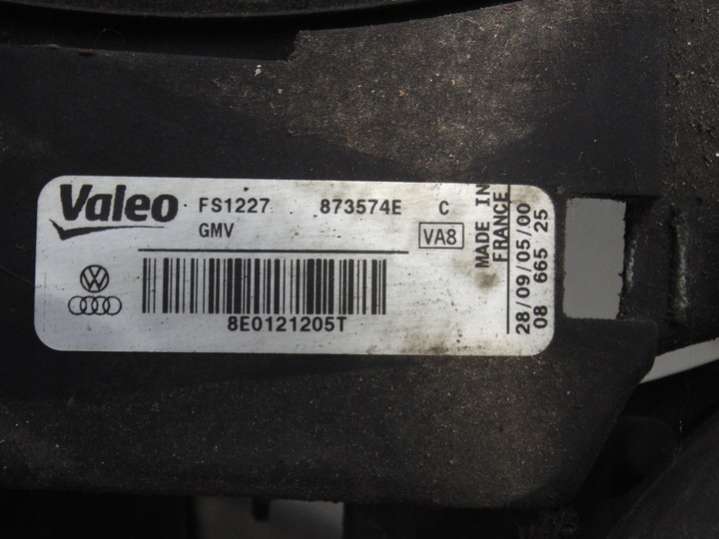 Valeo FS1227 873574E C
GMV VA8
8E0121205T
MADE IN
FRANCE
28/09/05/00
08 665 25